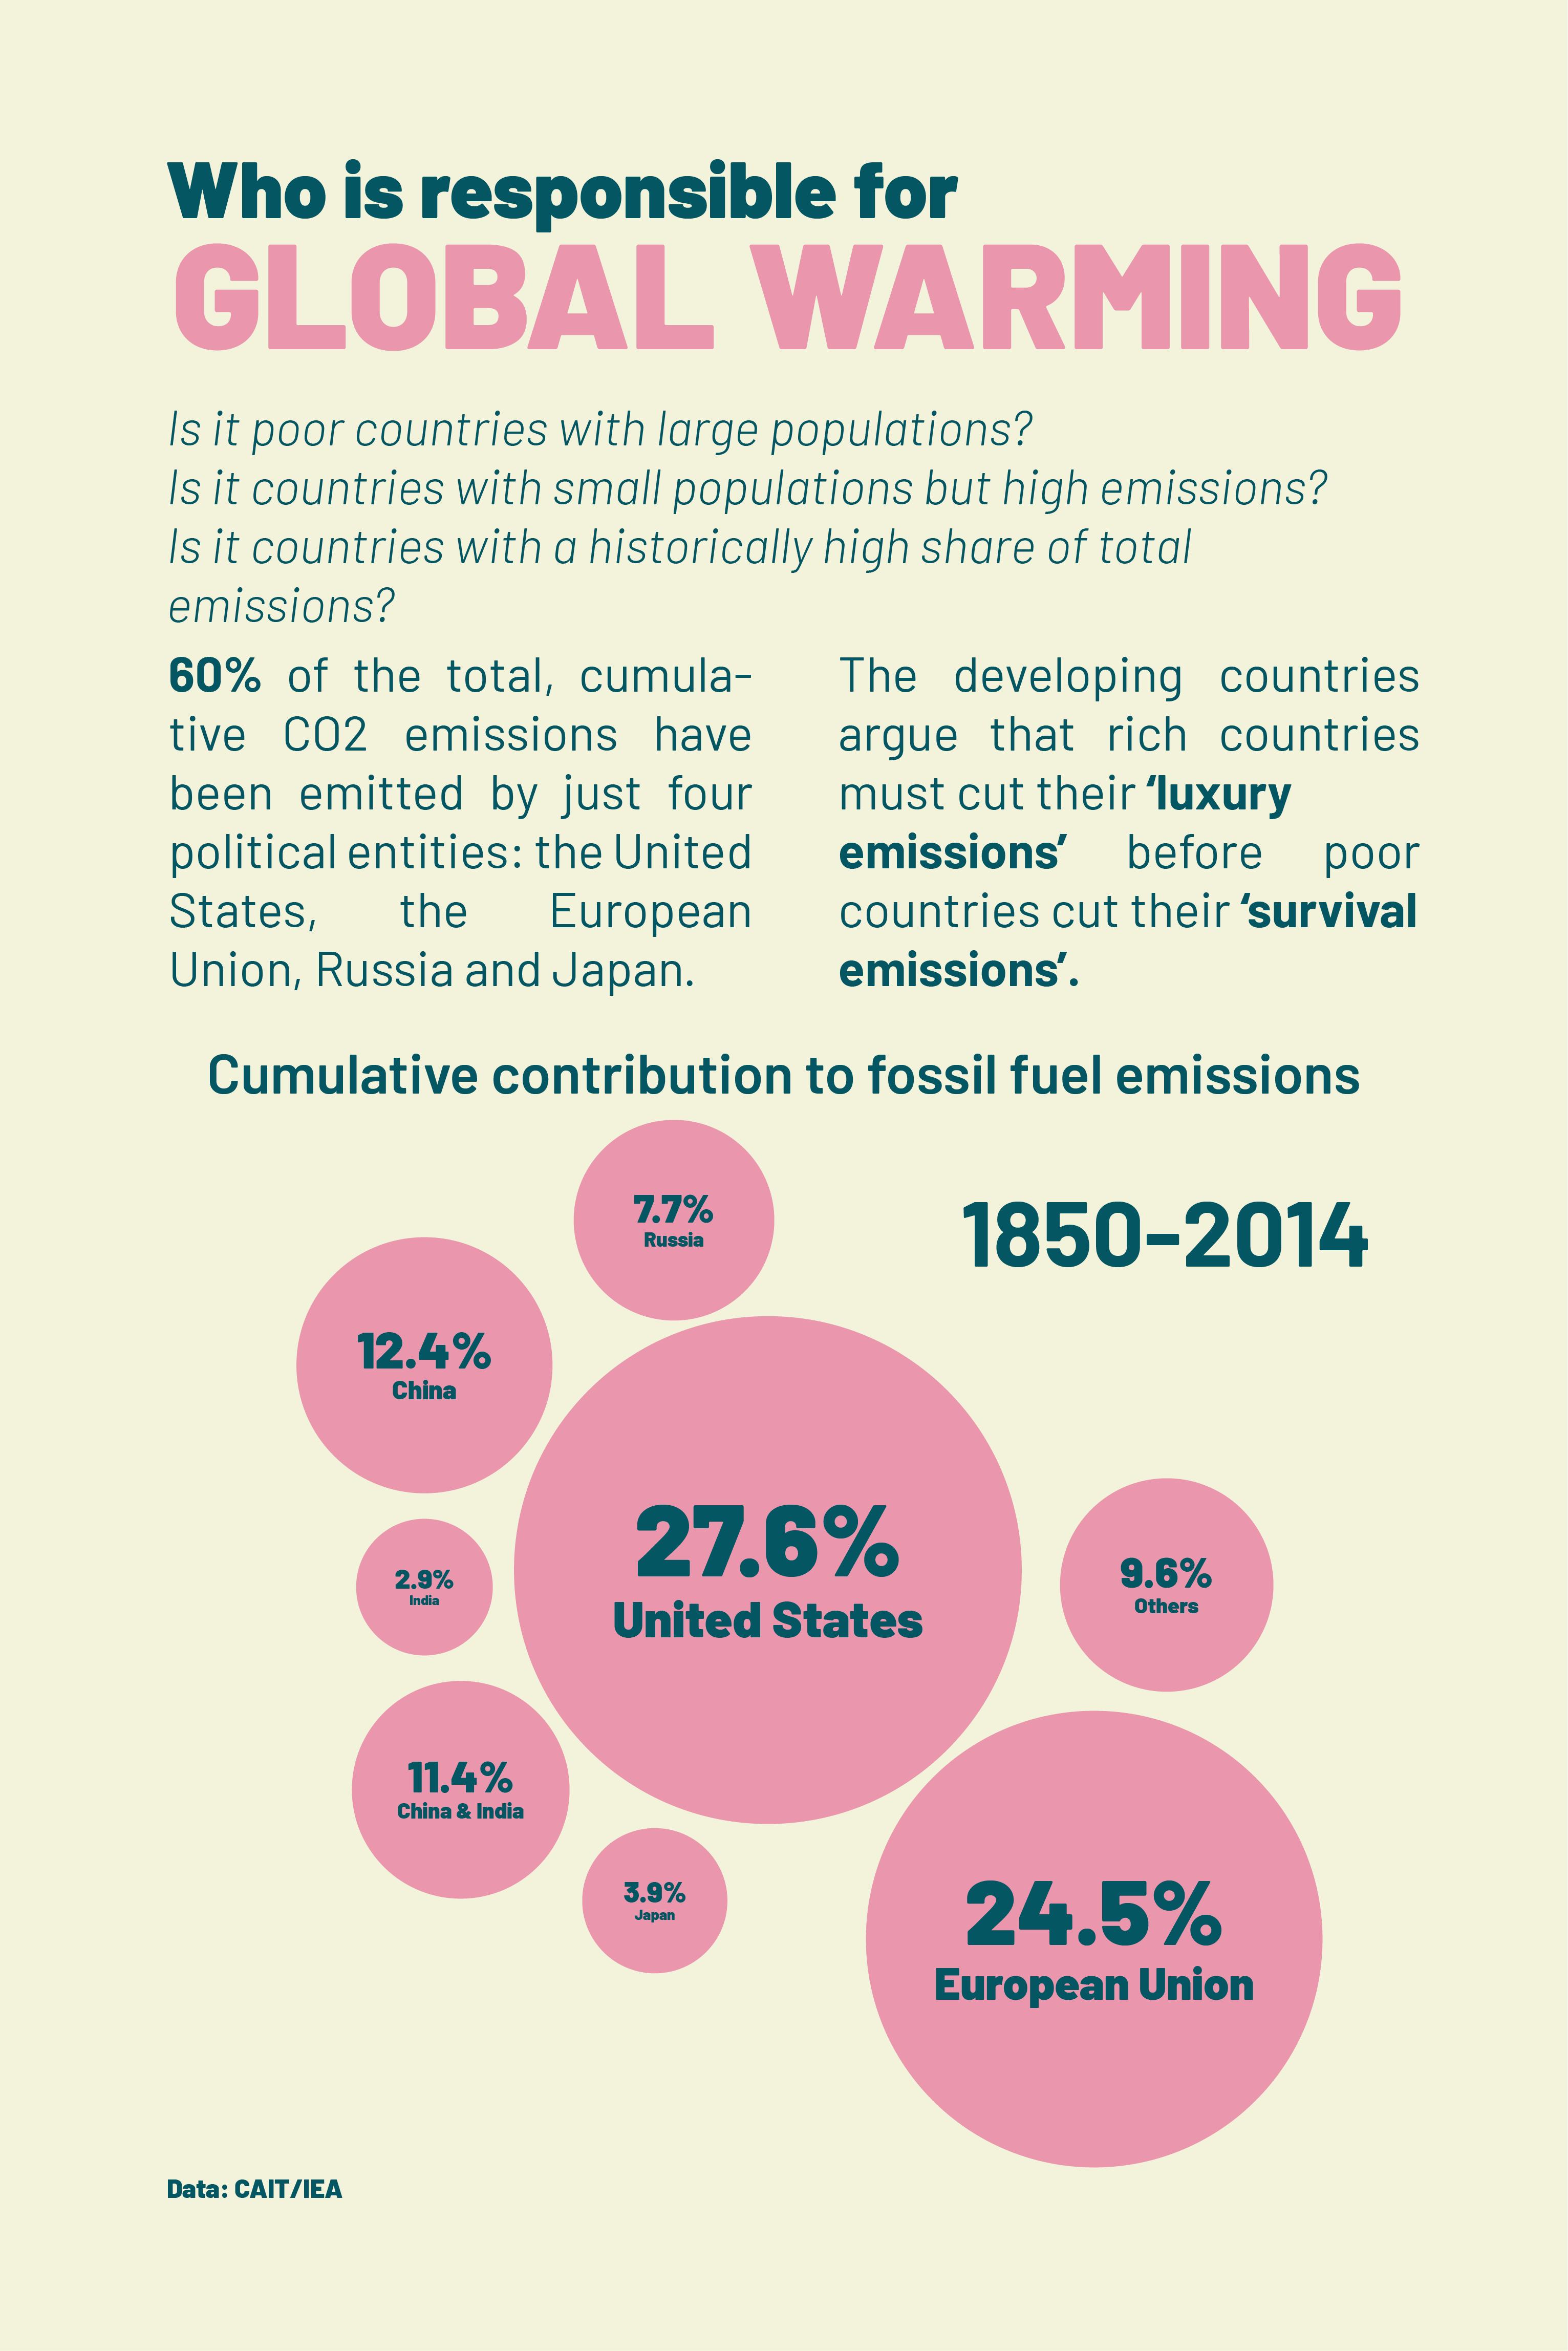 Who is responsible for
GLOBAL WARMING
Is it poor countries with large populations?
Is it countries with small populations but high emissions?
Is it countries with a historically high share of total
emissions?
60% of the total, cumula-
tive CO2 emissions have
been emitted by just four
political entities: the United
States, the European
Union, Russia and Japan.
The developing countries
argue that rich countries
must cut their ‘luxury
emissions’ before poor
countries cut their ‘survival
emissions’.
Cumulative contribution to fossil fuel emissions
1850–2014
7.7%
Russia
12.4%
China
27.6%
United States
2.9%
India
9.6%
Others
11.4%
China & India
3.9%
Japan
24.5%
European Union
Data: CAIT/IEA